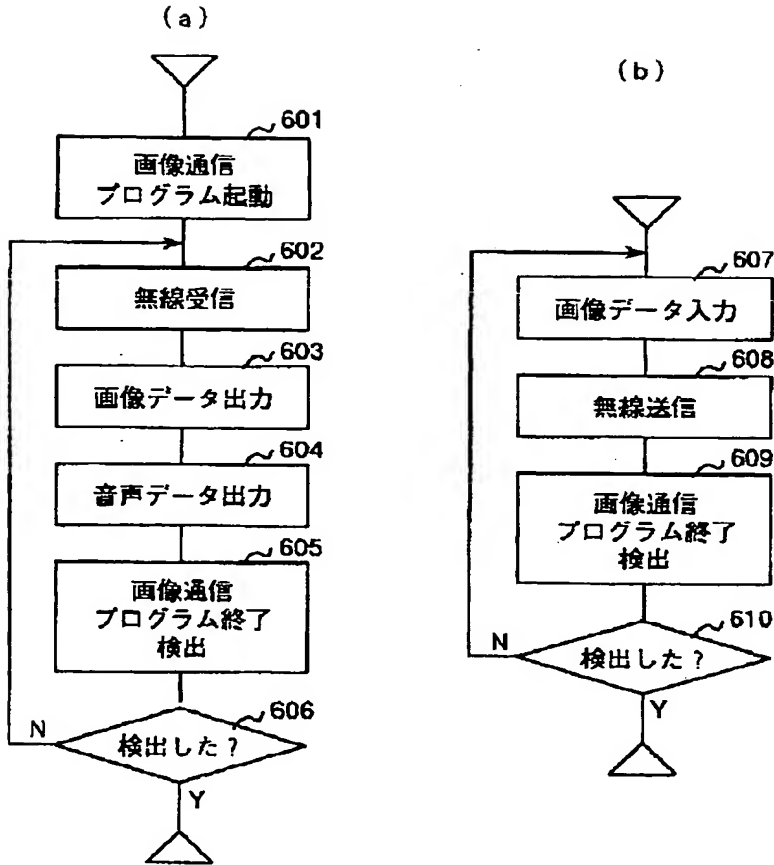 (a)
601
画像通信
プログラム起動
602
無線受信
603
画像データ出力
604
音声データ出力
605
画像通信
プログラム終了
検出
606
検出した?
N
Y
(b)
607
画像データ入力
608
無線送信
609
画像通信
プログラム終了
検出
610
検出した?
N
Y